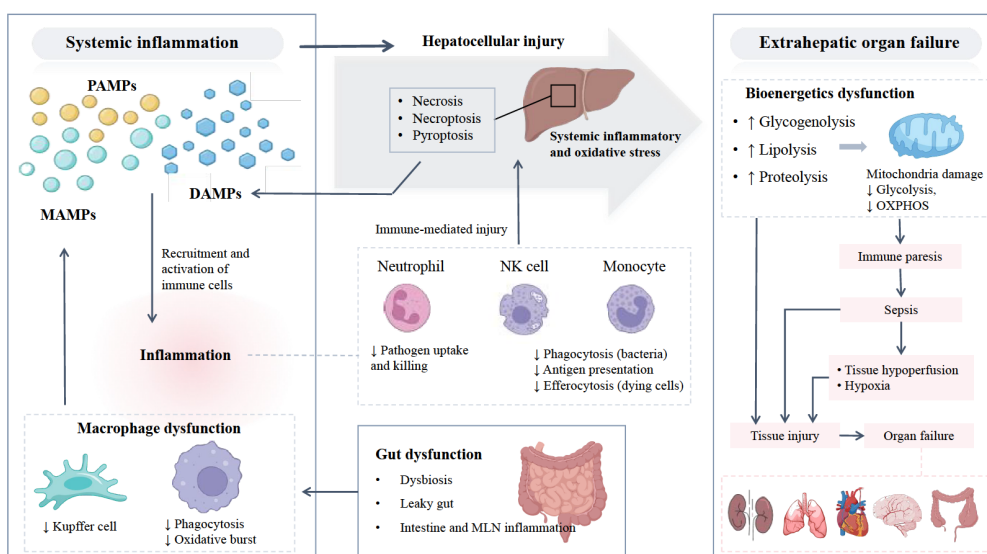 Systemic inflammation
PAMPs
DAMPs
MAMPs
Recruitment and
activation of
immune cells
Inflammation
Macrophage dysfunction
↓ Kupffer cell
↓ Phagocytosis
↓ Oxidative burst
Hepatocellular injury
• Necrosis
• Necroptosis
• Pyroptosis
Systemic inflammatory
and oxidative stress
Immune-mediated injury
Neutrophil
NK cell
Monocyte
↓ Pathogen uptake
and killing
↓ Phagocytosis (bacteria)
↓ Antigen presentation
↓ Efferocytosis (dying cells)
Gut dysfunction
• Dysbiosis
• Leaky gut
• Intestine and MLN inflammation
Extrahepatic organ failure
Bioenergetics dysfunction
• ↑ Glycogenolysis
• ↑ Lipolysis
• ↑ Proteolysis
Mitochondria damage
↓ Glycolysis,
↓ OXPHOS
Immune paresis
Sepsis
• Tissue hypoperfusion
• Hypoxia
Tissue injury
Organ failure